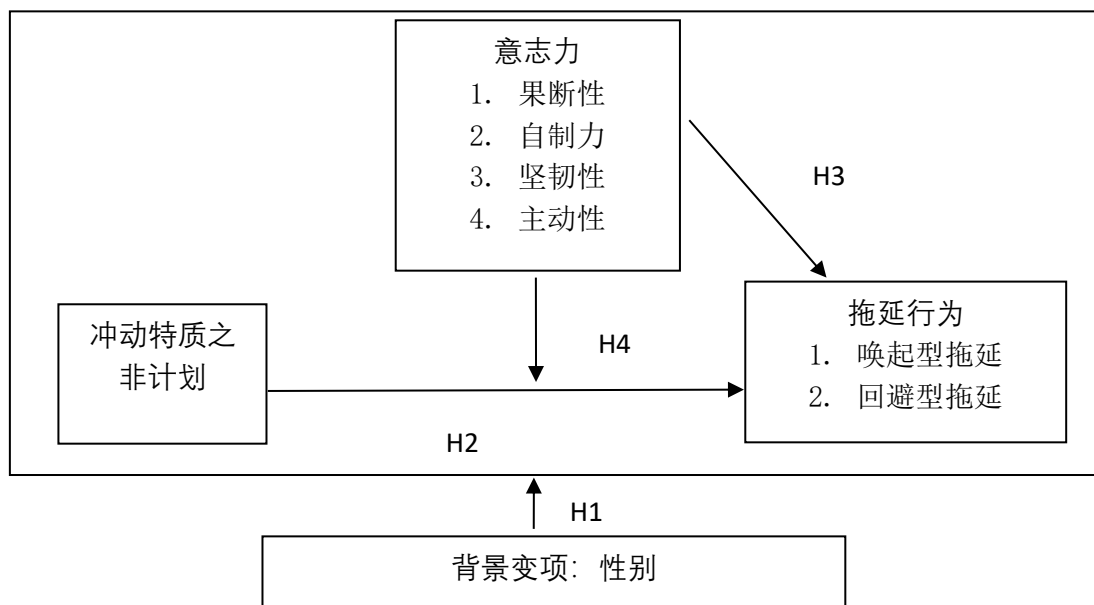 意志力
1. 果断性
2. 自制力
3. 坚韧性
4. 主动性
H3
冲动特质之
非计划
H4
拖延行为
1. 唤起型拖延
2. 回避型拖延
H2
H1
背景变项：性别